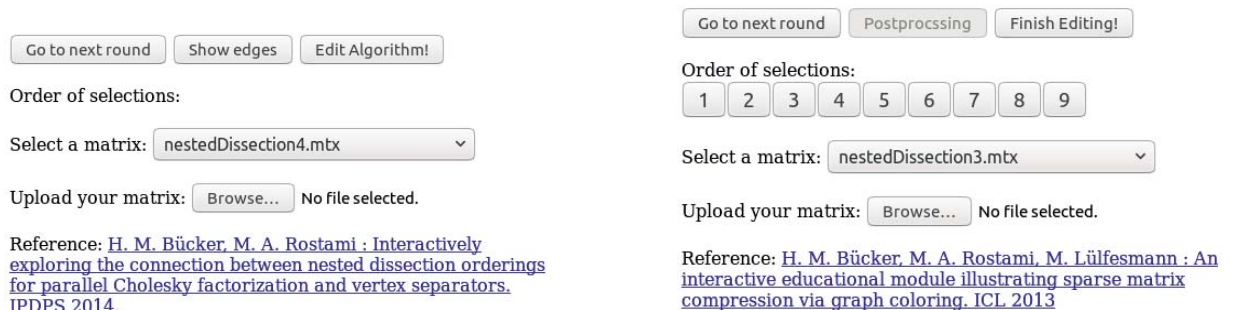 Go to next round Show edges Edit Algorithm!
Order of selections:
Select a matrix: nestedDissection4.mtx
Upload your matrix: Browse... No file selected.
Reference: H. M. Bücker, M. A. Rostami : Interactively
exploring the connection between nested dissection orderings
for parallel Cholesky factorization and vertex separators.
IPDPS 2014.
Go to next round Postprocssing Finish Editing!
Order of selections:
1 2 3 4 5 6 7 8 9
Select a matrix: nestedDissection3.mtx
Upload your matrix: Browse... No file selected.
Reference: H. M. Bücker, M. A. Rostami, M. Lülfesmann : An
interactive educational module illustrating sparse matrix
compression via graph coloring. ICL 2013